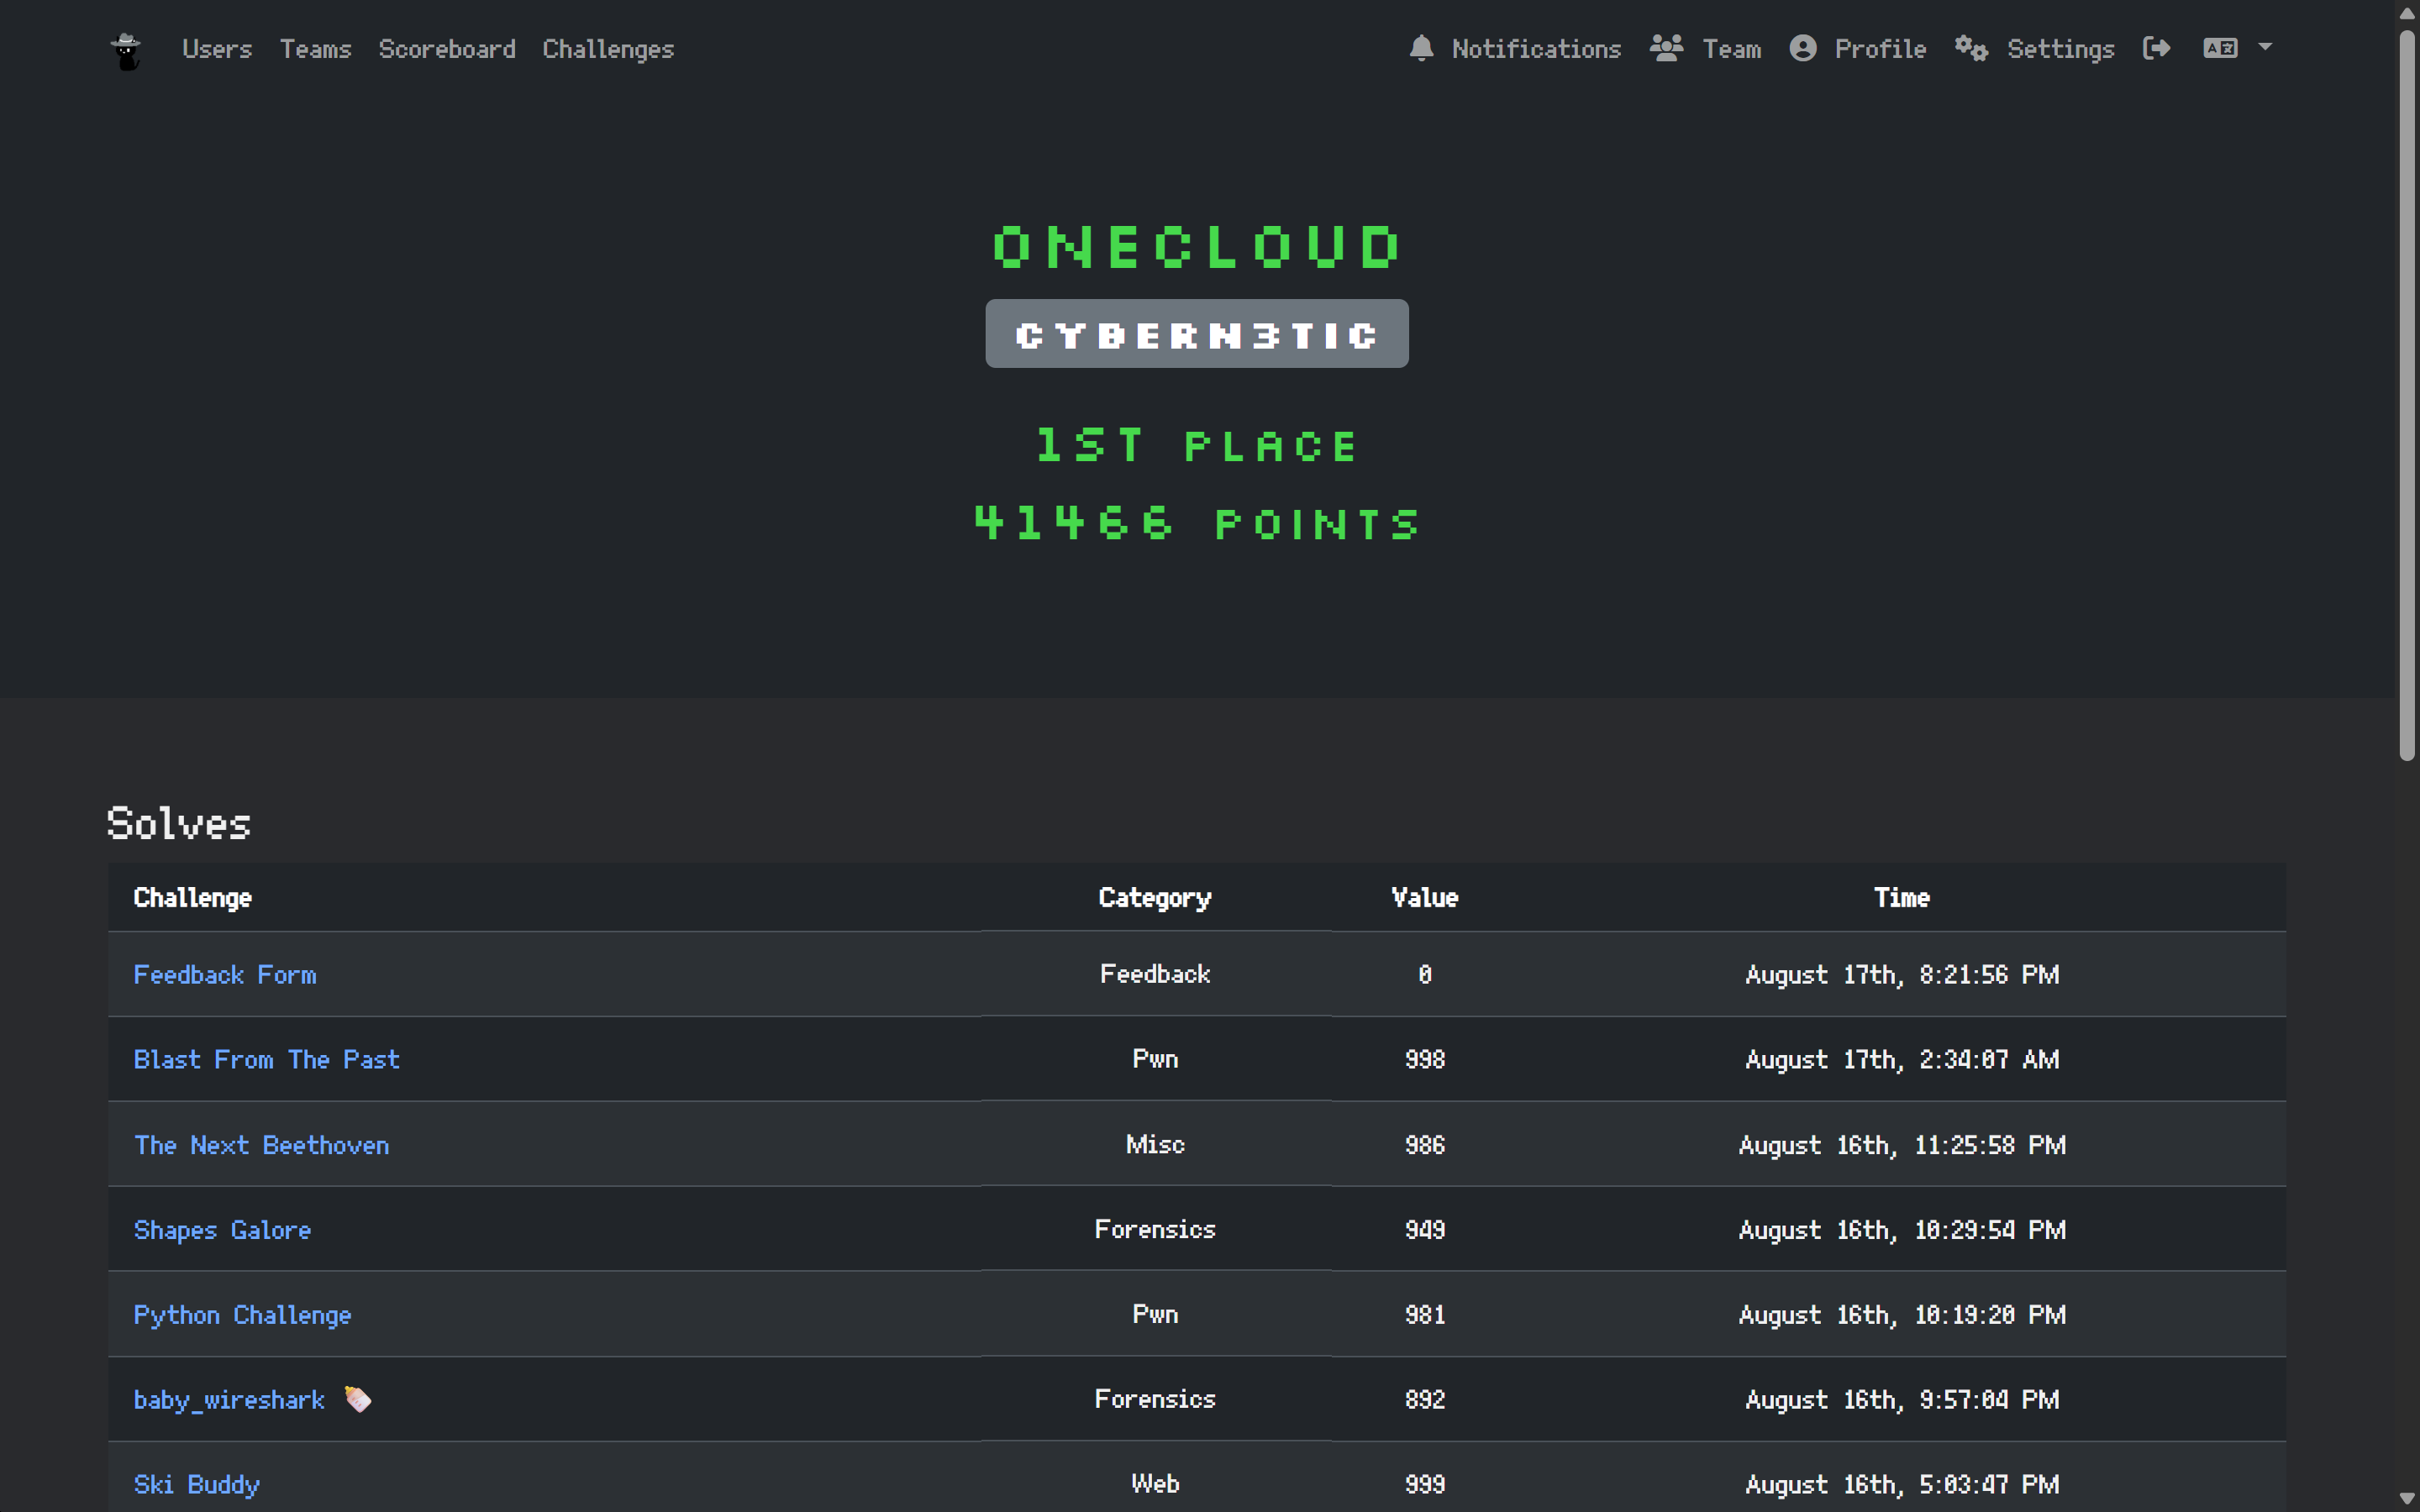 Users Teams Scoreboard Challenges Notifications Team Profile Settings
ONECLOUD
CYBERN3TIC
1ST PLACE
41466 POINTS
Solves
Challenge Category Value Time
Feedback Form Feedback 0 August 17th, 8:21:56 PM
Blast From The Past Pwn 998 August 17th, 2:34:07 AM
The Next Beethoven Misc 986 August 16th, 11:25:58 PM
Shapes Galore Forensics 949 August 16th, 10:29:54 PM
Python Challenge Pwn 981 August 16th, 10:19:20 PM
baby_wireshark 🍼 Forensics 892 August 16th, 9:57:04 PM
Ski Buddy Web 999 August 16th, 5:03:47 PM